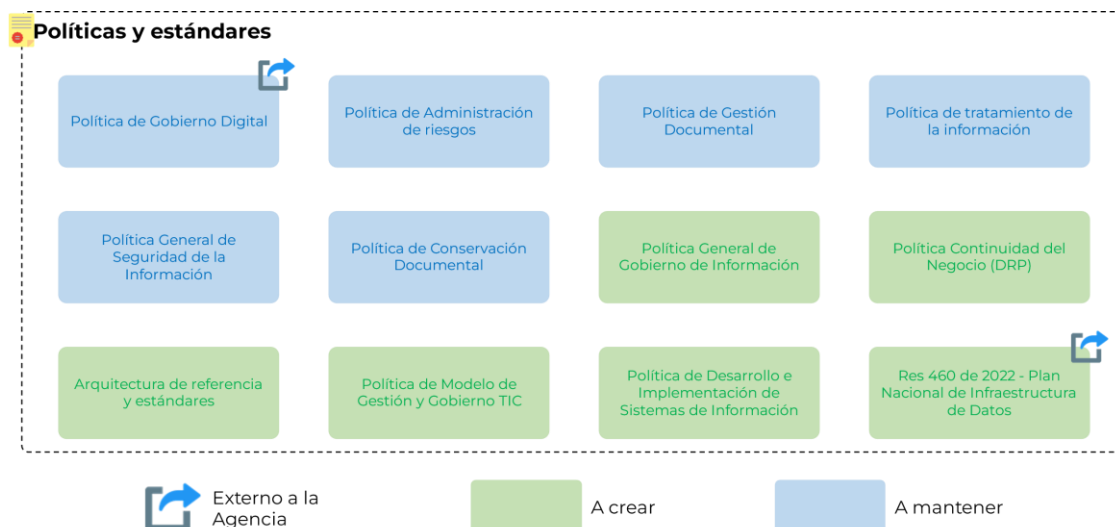 Políticas y estándares
Política de Gobierno Digital
Política de Administración
de riesgos
Política de Gestión
Documental
Política de tratamiento de
la información
Política General de
Seguridad de la
Información
Política de Conservación
Documental
Política General de
Gobierno de Información
Política Continuidad del
Negocio (DRP)
Arquitectura de referencia
y estándares
Política de Modelo de
Gestión y Gobierno TIC
Política de Desarrollo e
Implementación de
Sistemas de Información
Res 460 de 2022 - Plan
Nacional de Infraestructura
de Datos
Externo a la
Agencia
A crear
A mantener